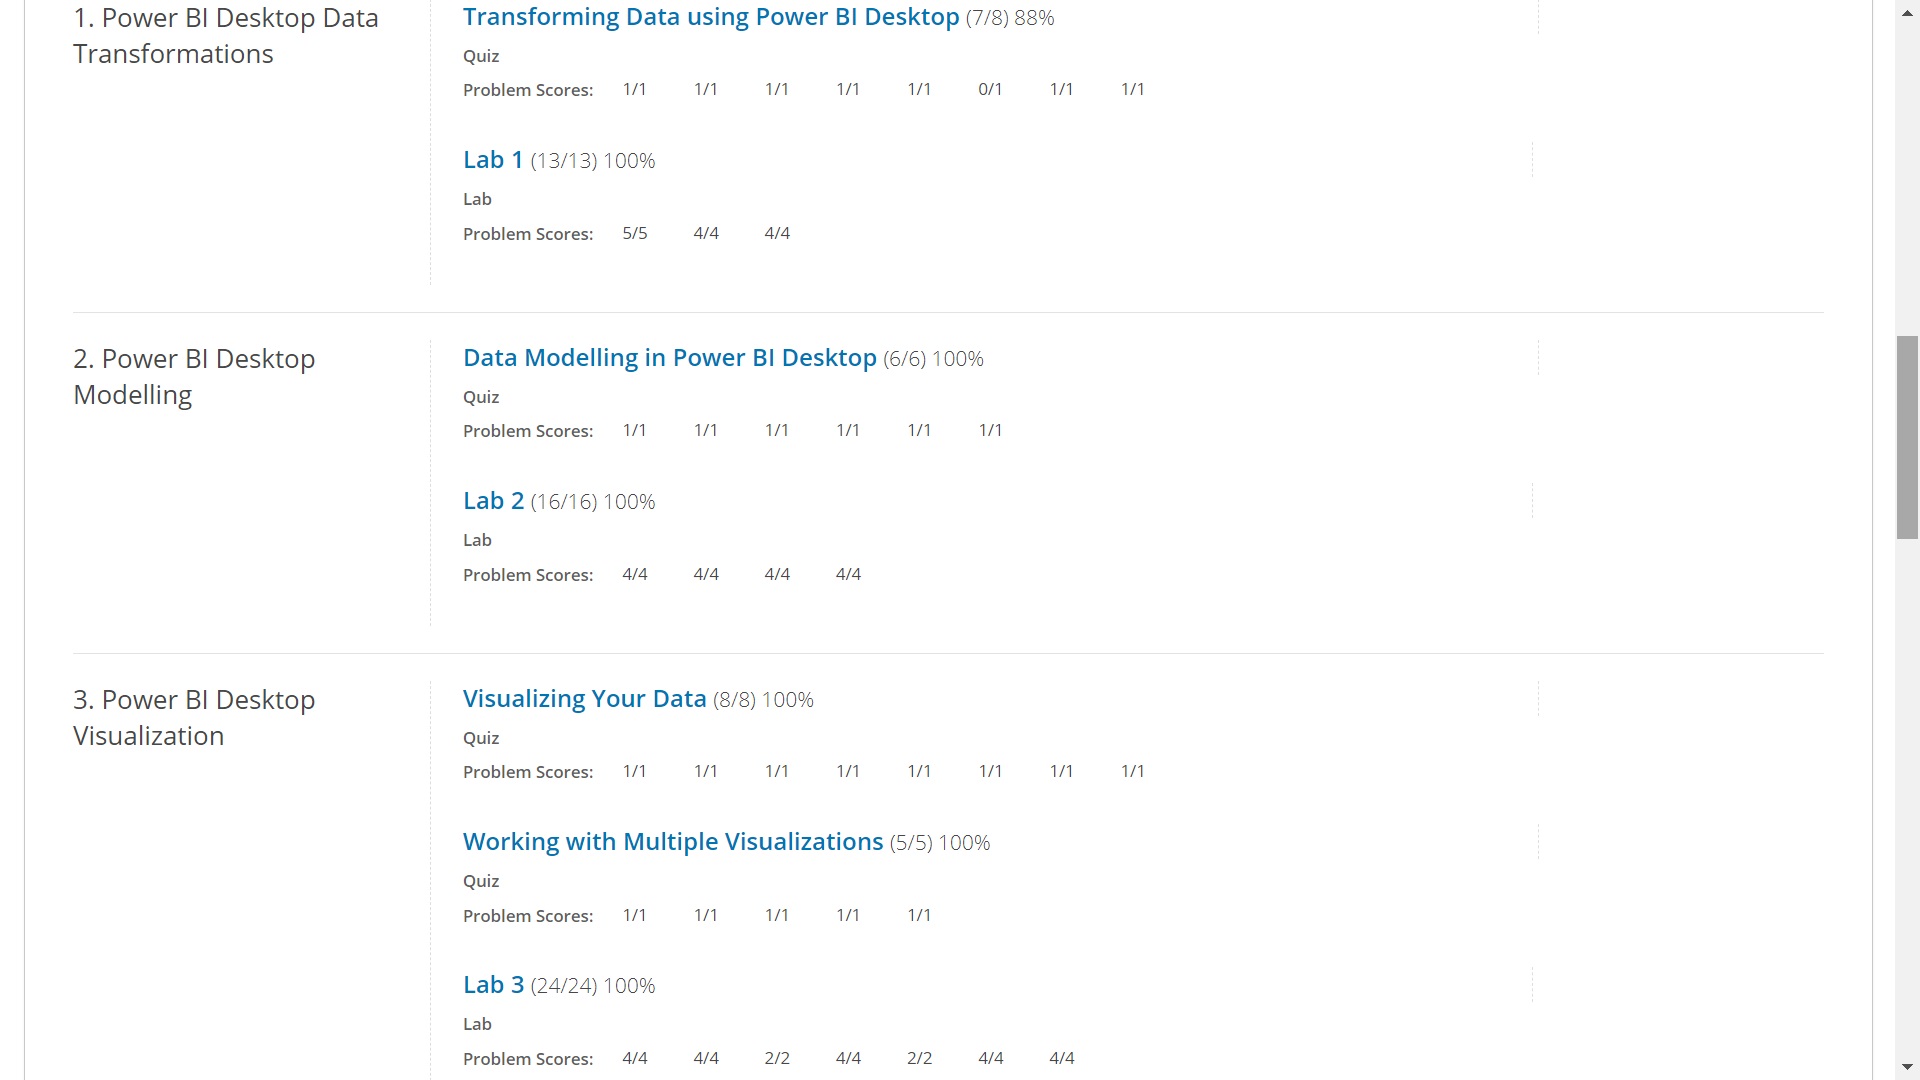 1. Power BI Desktop Data
Transformations
Transforming Data using Power BI Desktop (7/8) 88%
Quiz
Problem Scores: 1/1 1/1 1/1 1/1 1/1 0/1 1/1 1/1
Lab 1 (13/13) 100%
Lab
Problem Scores: 5/5 4/4 4/4
2. Power BI Desktop
Modelling
Data Modelling in Power BI Desktop (6/6) 100%
Quiz
Problem Scores: 1/1 1/1 1/1 1/1 1/1 1/1
Lab 2 (16/16) 100%
Lab
Problem Scores: 4/4 4/4 4/4 4/4
3. Power BI Desktop
Visualization
Visualizing Your Data (8/8) 100%
Quiz
Problem Scores: 1/1 1/1 1/1 1/1 1/1 1/1 1/1 1/1
Working with Multiple Visualizations (5/5) 100%
Quiz
Problem Scores: 1/1 1/1 1/1 1/1 1/1
Lab 3 (24/24) 100%
Lab
Problem Scores: 4/4 4/4 2/2 4/4 2/2 4/4 4/4